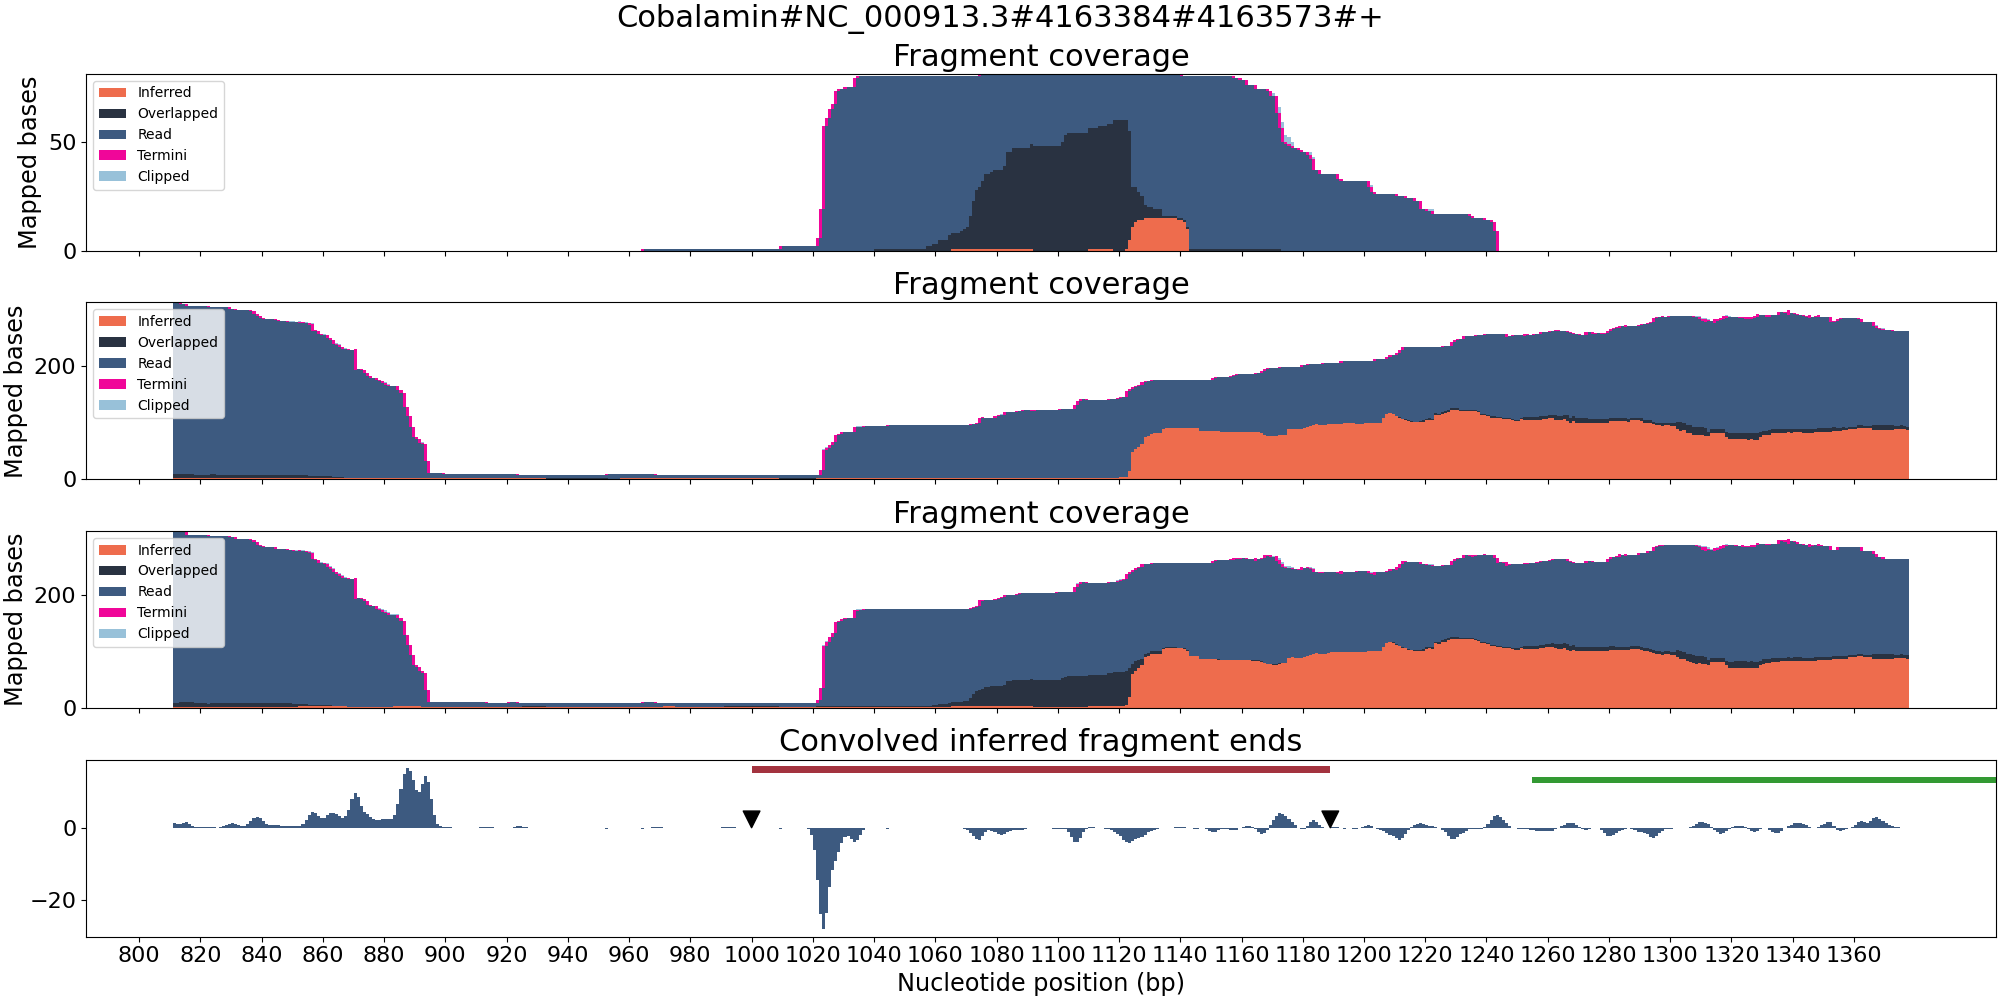 Cobalamin#NC_000913.3#4163384#4163573#+
Fragment coverage
Mapped bases
50
0
Inferred
Overlapped
Read
Termini
Clipped
Fragment coverage
Mapped bases
200
0
Inferred
Overlapped
Read
Termini
Clipped
Fragment coverage
Mapped bases
200
0
Inferred
Overlapped
Read
Termini
Clipped
Convolved inferred fragment ends
0
−20
800 820 840 860 880 900 920 940 960 980 1000 1020 1040 1060 1080 1100 1120 1140 1160 1180 1200 1220 1240 1260 1280 1300 1320 1340 1360
Nucleotide position (bp)